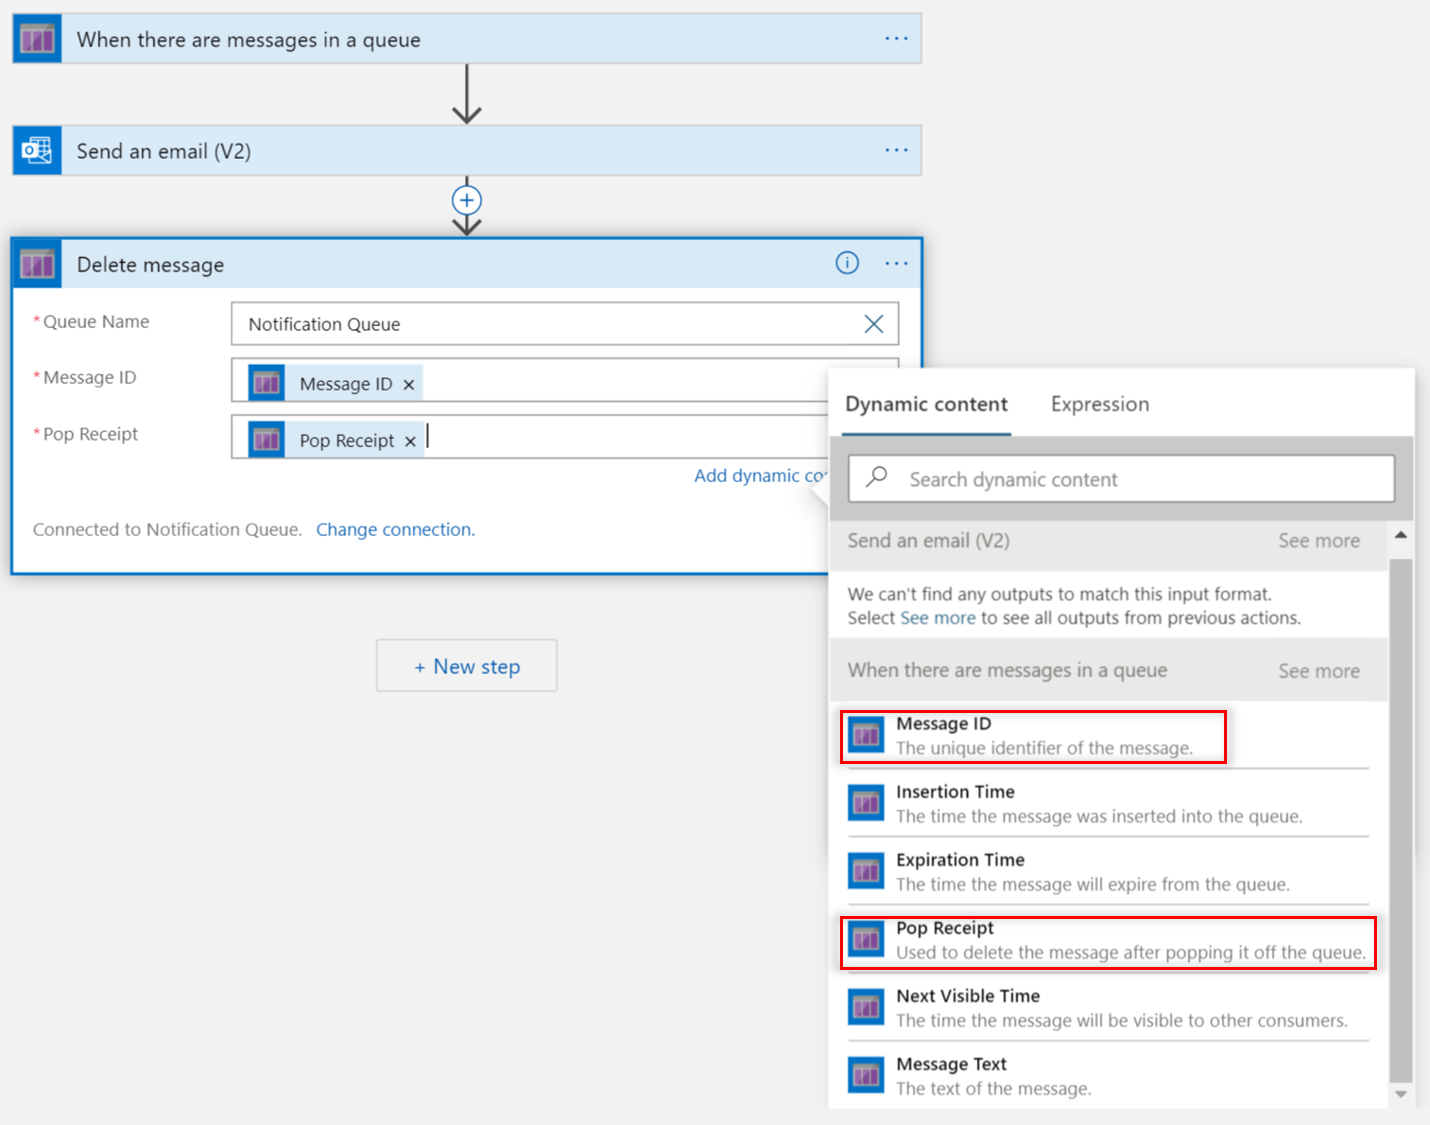 When there are messages in a queue
Send an email (V2)
Delete message
* Queue Name
Notification Queue
* Message ID
Message ID
* Pop Receipt
Pop Receipt
Add dynamic
Connected to Notification Queue. Change connection.
+ New step
Dynamic content Expression
Search dynamic content
Send an email (V2) See more
We can't find any outputs to match this input format.
Select See more to see all outputs from previous actions.
When there are messages in a queue See more
Message ID
The unique identifier of the message.
Insertion Time
The time the message was inserted into the queue.
Expiration Time
The time the message will expire from the queue.
Pop Receipt
Used to delete the message after popping it off the queue.
Next Visible Time
The time the message will be visible to other consumers.
Message Text
The text of the message.